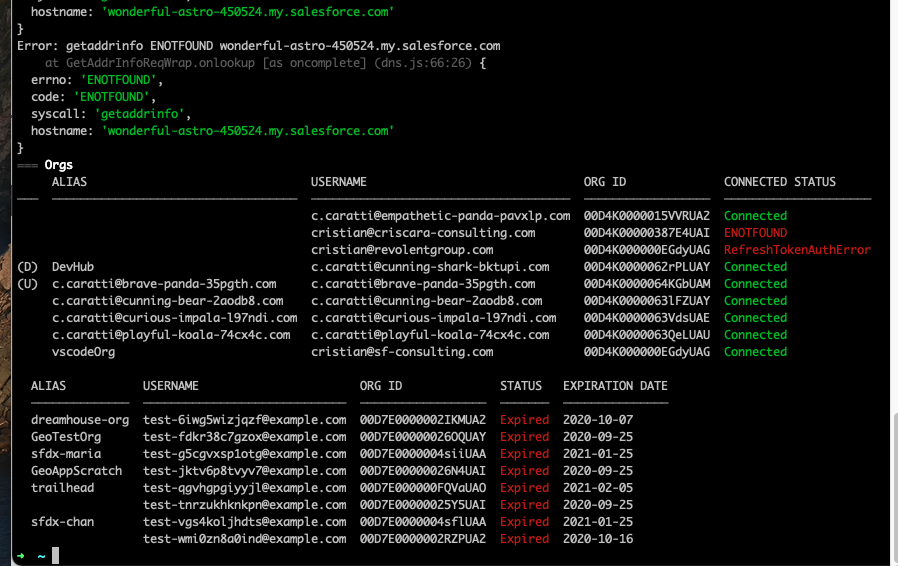 hostname: 'wonderful-astro-450524.my.salesforce.com'
}
Error: getaddrinfo ENOTFOUND wonderful-astro-450524.my.salesforce.com
at GetAddrInfoReqWrap.onlookup [as oncomplete] (dns.js:66:26) {
errno: 'ENOTFOUND',
code: 'ENOTFOUND',
syscall: 'getaddrinfo',
hostname: 'wonderful-astro-450524.my.salesforce.com'
}
=== Orgs
ALIAS USERNAME ORG ID CONNECTED STATUS
c.caratti@empathetic-panda-pavxlp.com 00D4K0000015VVRUA2 Connected
cristian@criscara-consulting.com 00D4K00000387E4UAI ENOTFOUND
cristian@revolentgroup.com 00D4K000000EGdyUAG RefreshTokenAuthError
(D) DevHub c.caratti@cunning-shark-bktupi.com 00D4K0000062rPLUAY Connected
(U) c.caratti@brave-panda-35pgth.com c.caratti@brave-panda-35pgth.com 00D4K0000064KGbUAM Connected
c.caratti@cunning-bear-2aodb8.com c.caratti@cunning-bear-2aodb8.com 00D4K0000063lFZUAY Connected
c.caratti@curious-impala-l97ndi.com c.caratti@curious-impala-l97ndi.com 00D4K0000063VdsUAE Connected
c.caratti@playful-koala-74cx4c.com c.caratti@playful-koala-74cx4c.com 00D4K0000063QeLUAU Connected
vscodeOrg cristian@sf-consulting.com 00D4K000000EGdyUAG Connected
ALIAS USERNAME ORG ID STATUS EXPIRATION DATE
dreamhouse-org test-6iwg5wizjqzf@example.com 00D7E0000002IKMUA2 Expired 2020-10-07
GeoTestOrg test-fdkr38c7gzox@example.com 00D7E0000026OQUAY Expired 2020-09-25
sfdx-maria test-g5cgvxsp1otg@example.com 00D7E0000004siiUAA Expired 2021-01-25
GeoAppScratch test-jktv6p8tvyv7@example.com 00D7E0000026N4UAI Expired 2020-09-25
trailhead test-qgvhgpgiyyjl@example.com 00D7E000000FQVaUAO Expired 2021-02-05
test-tnrzukhknkpn@example.com 00D7E00000025Y5UAI Expired 2020-09-25
sfdx-chan test-vgs4koljhdts@example.com 00D7E0000004sflUAA Expired 2021-01-25
test-wmi0zn8a0ind@example.com 00D7E0000002RZPUA2 Expired 2020-10-16
→ ~